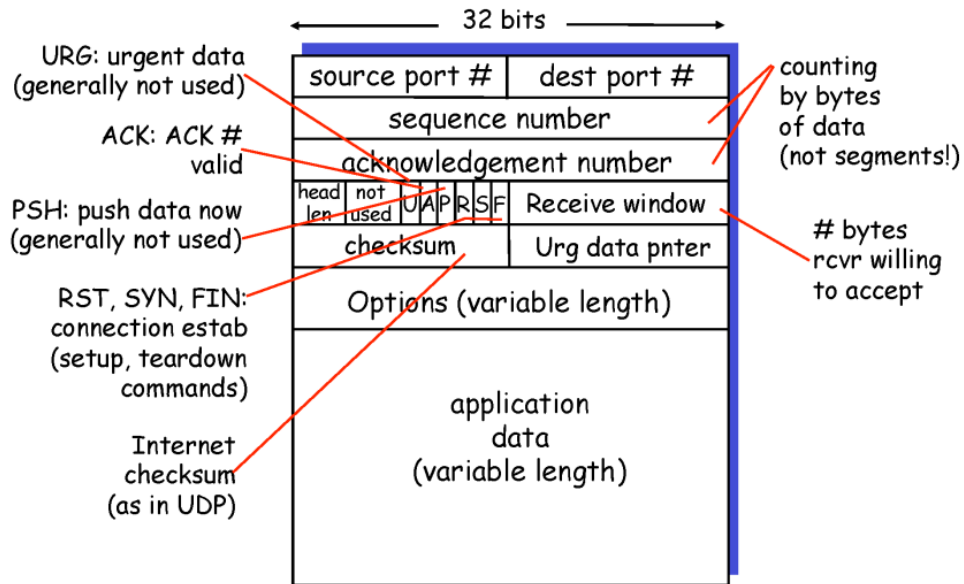 32 bits
URG: urgent data
(generally not used)
ACK: ACK #
valid
PSH: push data now
(generally not used)
RST, SYN, FIN:
connection estab
(setup, teardown
commands)
Internet
checksum
(as in UDP)
source port #
dest port #
sequence number
acknowledgement number
head
len
not
used
U
A
P
R
S
F
Receive window
checksum
Urg data pnter
Options (variable length)
application
data
(variable length)
counting
by bytes
of data
(not segments!)
# bytes
rcvr willing
to accept